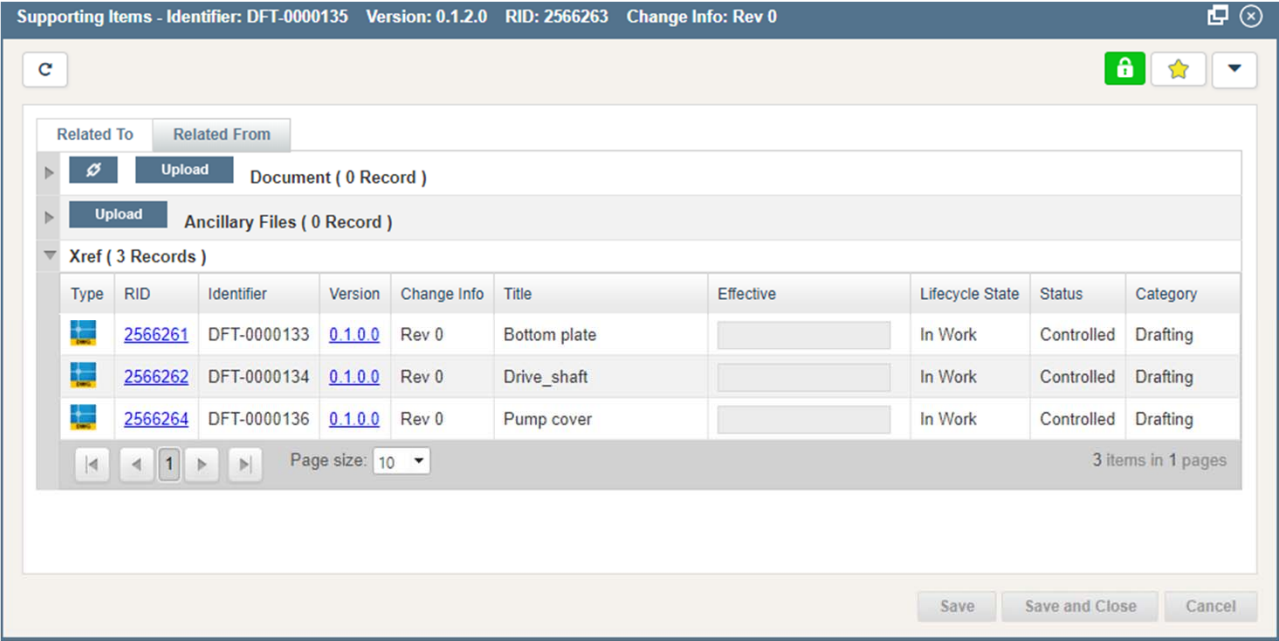 Supporting Items - Identifier: DFT-0000135 Version: 0.1.2.0 RID: 2566263 Change Info: Rev 0
Related To Related From
Upload Document ( 0 Record )
Upload Ancillary Files ( 0 Record )
Xref ( 3 Records )
Type RID Identifier Version Change Info Title Effective Lifecycle State Status Category
2566261 DFT-0000133 0.1.0.0 Rev 0 Bottom plate In Work Controlled Drafting
2566262 DFT-0000134 0.1.0.0 Rev 0 Drive_shaft In Work Controlled Drafting
2566264 DFT-0000136 0.1.0.0 Rev 0 Pump cover In Work Controlled Drafting
1 Page size: 10 3 items in 1 pages
Save Save and Close Cancel